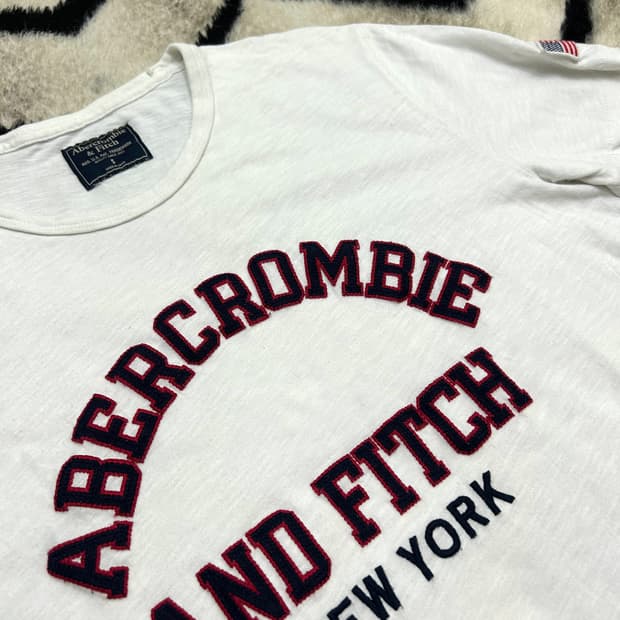 Abercrombie
& Fitch
ABERCROMBIE
AND FITCH
EW YORK